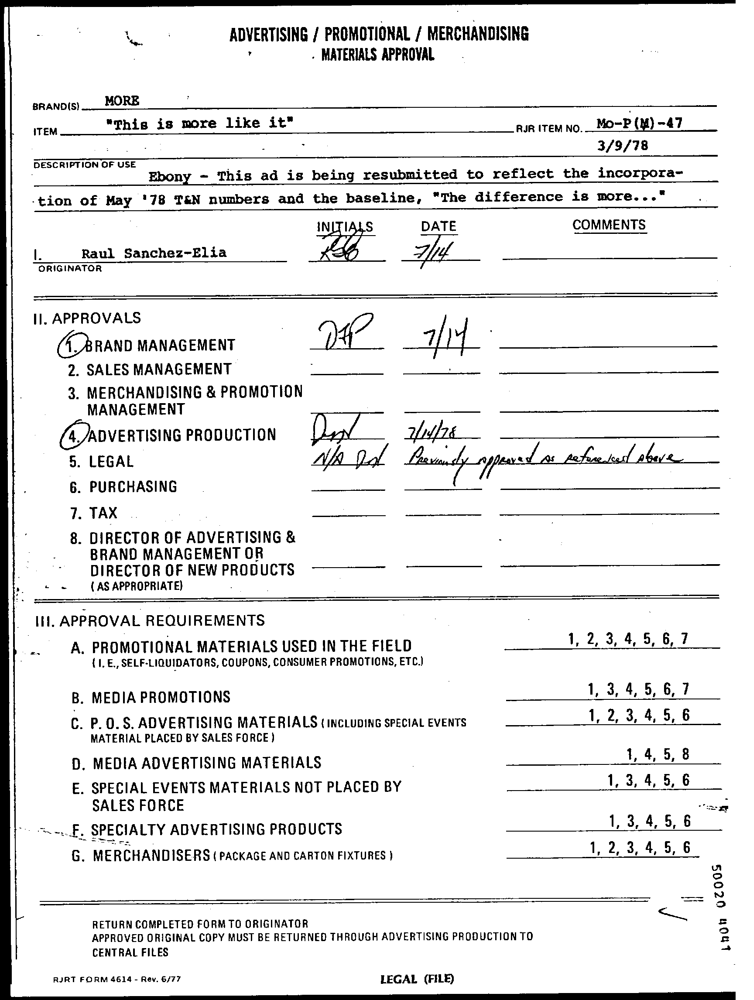 ADVERTISING / PROMOTIONAL / MERCHANDISING
MATERIALS APPROVAL
BRAND(S) MORE
ITEM "This is more like it" RJR ITEM NO. Mo-P(M)-47
3/9/78
DESCRIPTION OF USE
Ebony - This ad is being resubmitted to reflect the incorpora-
tion of May '78 T&N numbers and the baseline, "The difference is more..."
INITIALS DATE COMMENTS
I. Raul Sanchez-Elia 7/14
ORIGINATOR
II. APPROVALS
1. BRAND MANAGEMENT 7/14
2. SALES MANAGEMENT
3. MERCHANDISING & PROMOTION
MANAGEMENT
4. ADVERTISING PRODUCTION 7/14/78
5. LEGAL N/A Previously approved as referenced above
6. PURCHASING
7. TAX
8. DIRECTOR OF ADVERTISING &
BRAND MANAGEMENT OR
DIRECTOR OF NEW PRODUCTS
(AS APPROPRIATE)
III. APPROVAL REQUIREMENTS
A. PROMOTIONAL MATERIALS USED IN THE FIELD 1, 2, 3, 4, 5, 6, 7
(I.E., SELF-LIQUIDATORS, COUPONS, CONSUMER PROMOTIONS, ETC.)
B. MEDIA PROMOTIONS 1, 3, 4, 5, 6, 7
C. P.O.S. ADVERTISING MATERIALS (INCLUDING SPECIAL EVENTS 1, 2, 3, 4, 5, 6
MATERIAL PLACED BY SALES FORCE)
D. MEDIA ADVERTISING MATERIALS 1, 4, 5, 8
E. SPECIAL EVENTS MATERIALS NOT PLACED BY 1, 3, 4, 5, 6
SALES FORCE
F. SPECIALTY ADVERTISING PRODUCTS 1, 3, 4, 5, 6
G. MERCHANDISERS (PACKAGE AND CARTON FIXTURES) 1, 2, 3, 4, 5, 6
50020 4041
RETURN COMPLETED FORM TO ORIGINATOR
APPROVED ORIGINAL COPY MUST BE RETURNED THROUGH ADVERTISING PRODUCTION TO
CENTRAL FILES
RJRT FORM 4614 - Rev. 6/77 LEGAL (FILE)